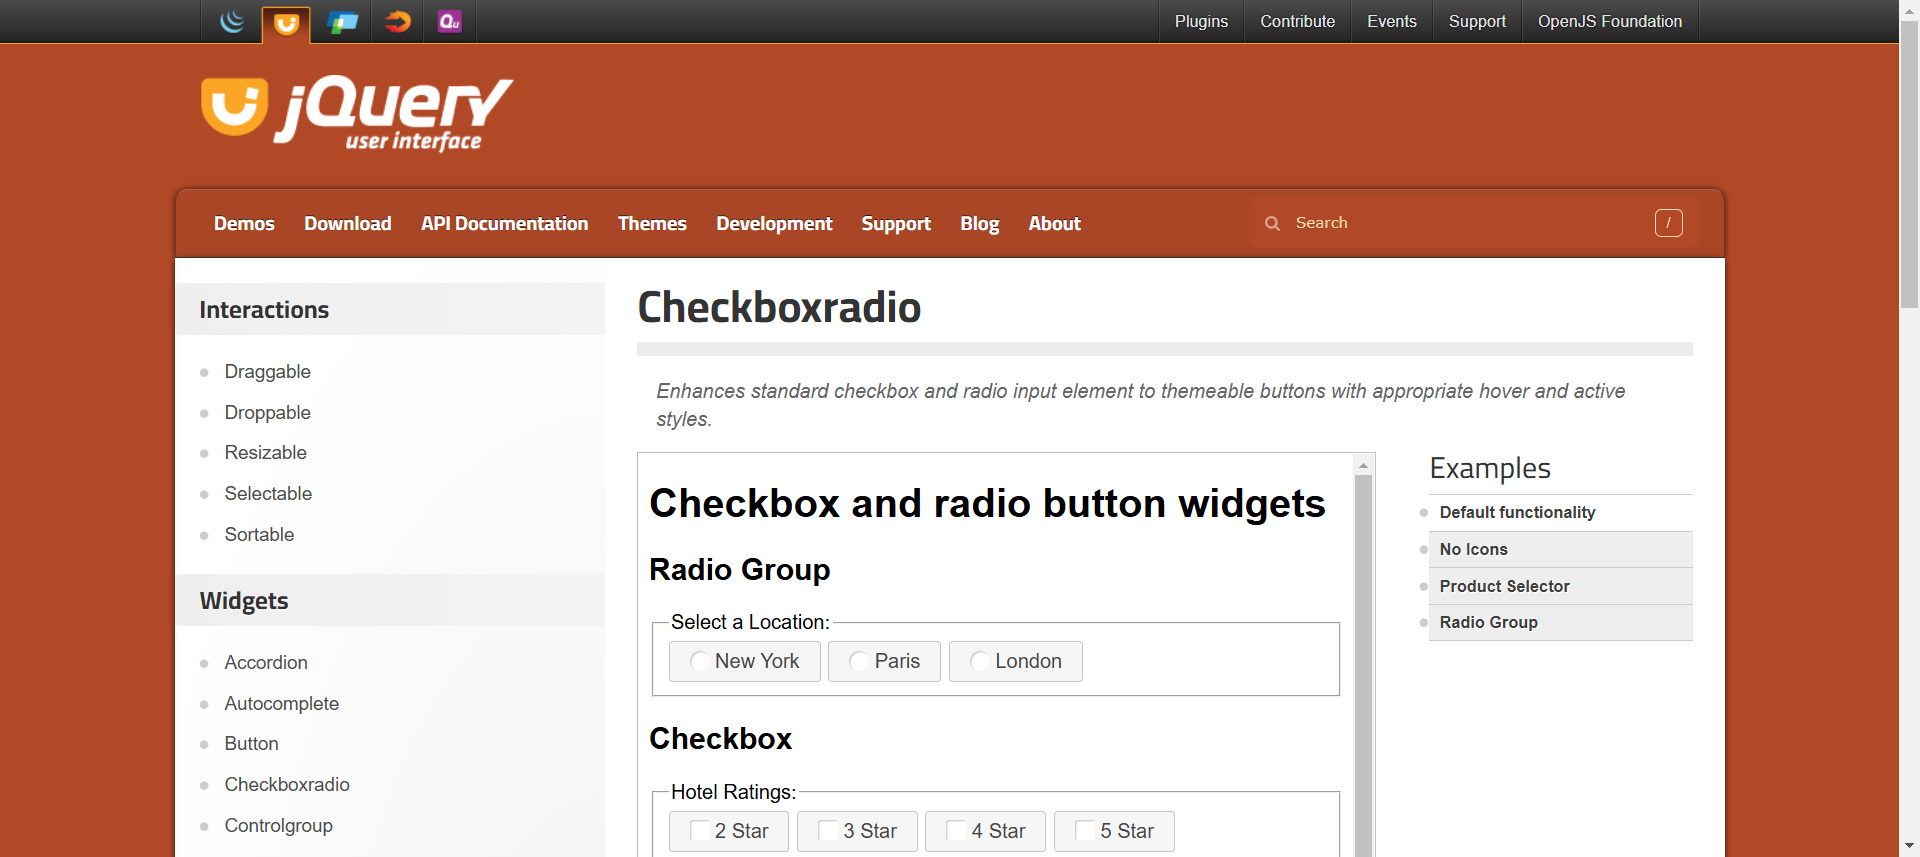 Qu
Plugins Contribute Events Support OpenJS Foundation
jQuery
user interface
Demos Download API Documentation Themes Development Support Blog About Search /
Interactions
Draggable
Droppable
Resizable
Selectable
Sortable
Widgets
Accordion
Autocomplete
Button
Checkboxradio
Controlgroup
Checkboxradio
Enhances standard checkbox and radio input element to themeable buttons with appropriate hover and active
styles.
Checkbox and radio button widgets
Radio Group
Select a Location:
New York Paris London
Checkbox
Hotel Ratings:
2 Star 3 Star 4 Star 5 Star
Examples
Default functionality
No Icons
Product Selector
Radio Group